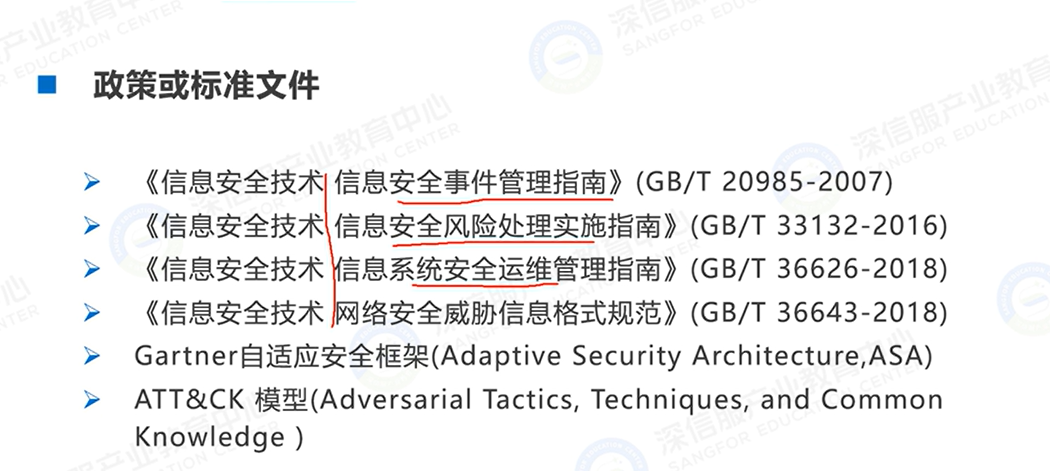 政策或标准文件
《信息安全技术 信息安全事件管理指南》(GB/T 20985-2007)
《信息安全技术 信息安全风险处理实施指南》(GB/T 33132-2016)
《信息安全技术 信息系统安全运维管理指南》(GB/T 36626-2018)
《信息安全技术 网络安全威胁信息格式规范》(GB/T 36643-2018)
Gartner自适应安全框架(Adaptive Security Architecture,ASA)
ATT&CK 模型(Adversarial Tactics, Techniques, and Common
Knowledge )
深信服产业教育中心
SANGFOR EDUCATION CENTER